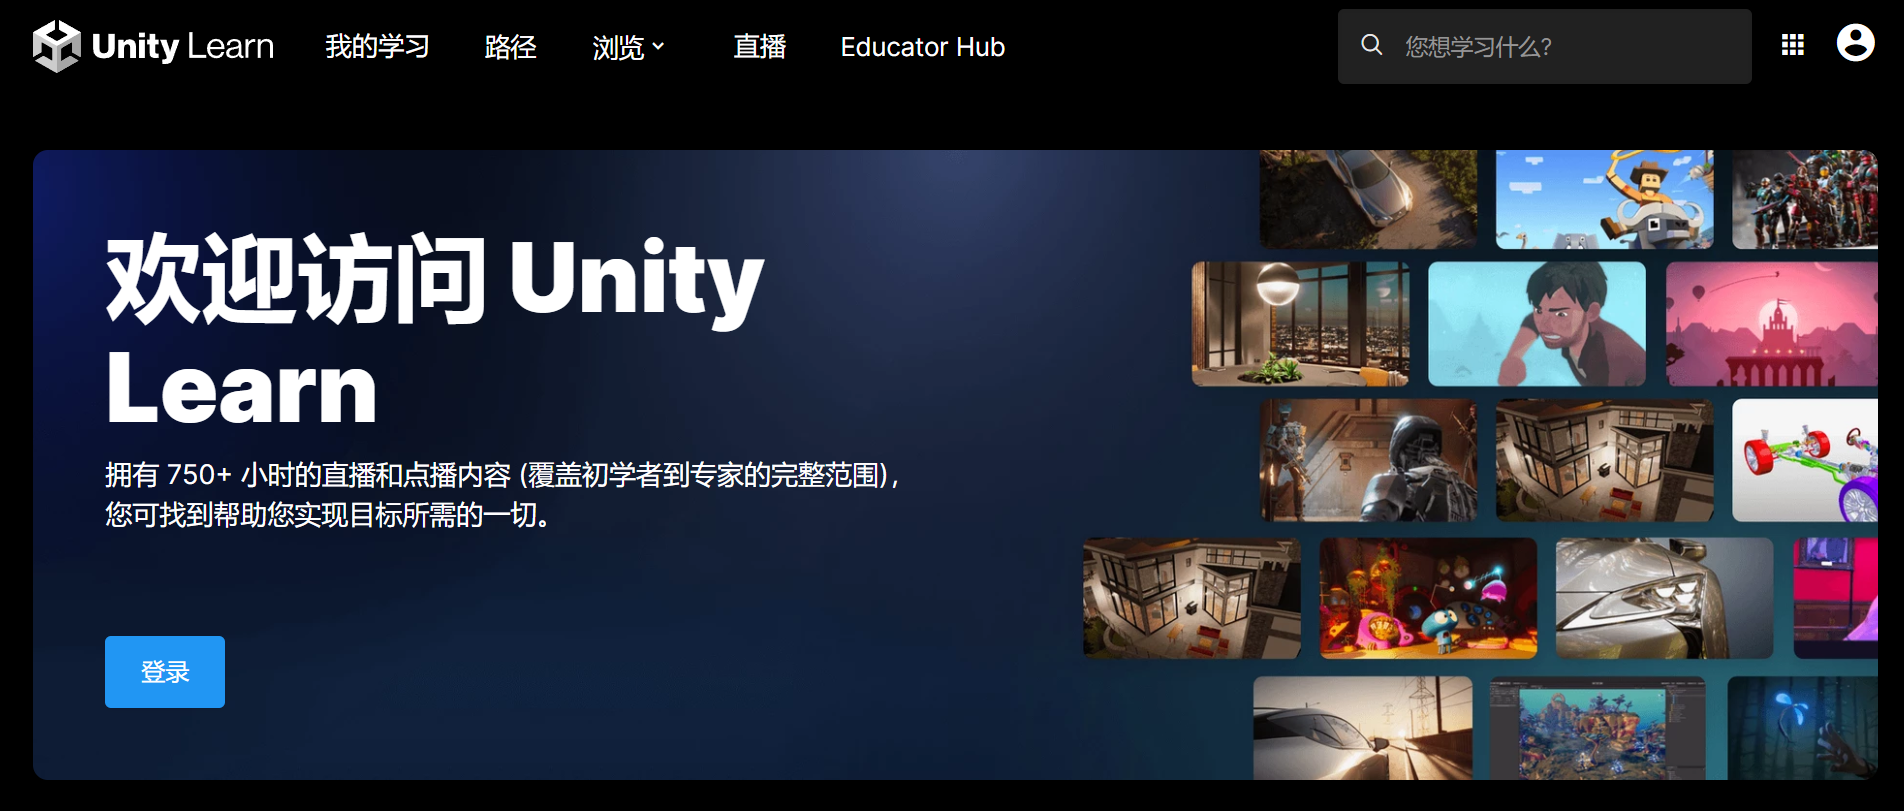 Unity Learn
我的学习
路径
浏览
直播
Educator Hub
您想学习什么?
欢迎访问 Unity
Learn
拥有 750+ 小时的直播和点播内容 (覆盖初学者到专家的完整范围)，
您可找到帮助您实现目标所需的一切。
登录